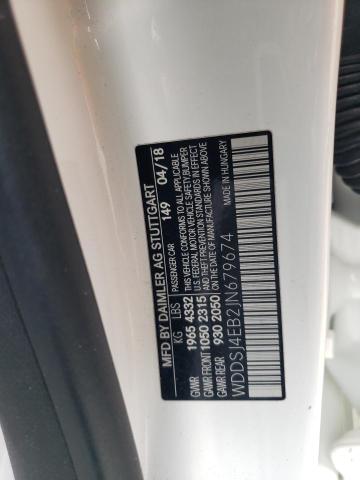 MFD BY DAIMLER AG STUTTGART
PASSENGER CAR 149 04/18
KG LBS
GVWR 1965 4332
GAWR FRONT 1050 2315
GAWR REAR 930 2050
THIS VEHICLE CONFORMS TO ALL APPLICABLE
U.S. FEDERAL MOTOR VEHICLE SAFETY, BUMPER
AND THEFT PREVENTION STANDARDS IN EFFECT
ON THE DATE OF MANUFACTURE SHOWN ABOVE
MADE IN HUNGARY
WDDSJ4EB2JN679674